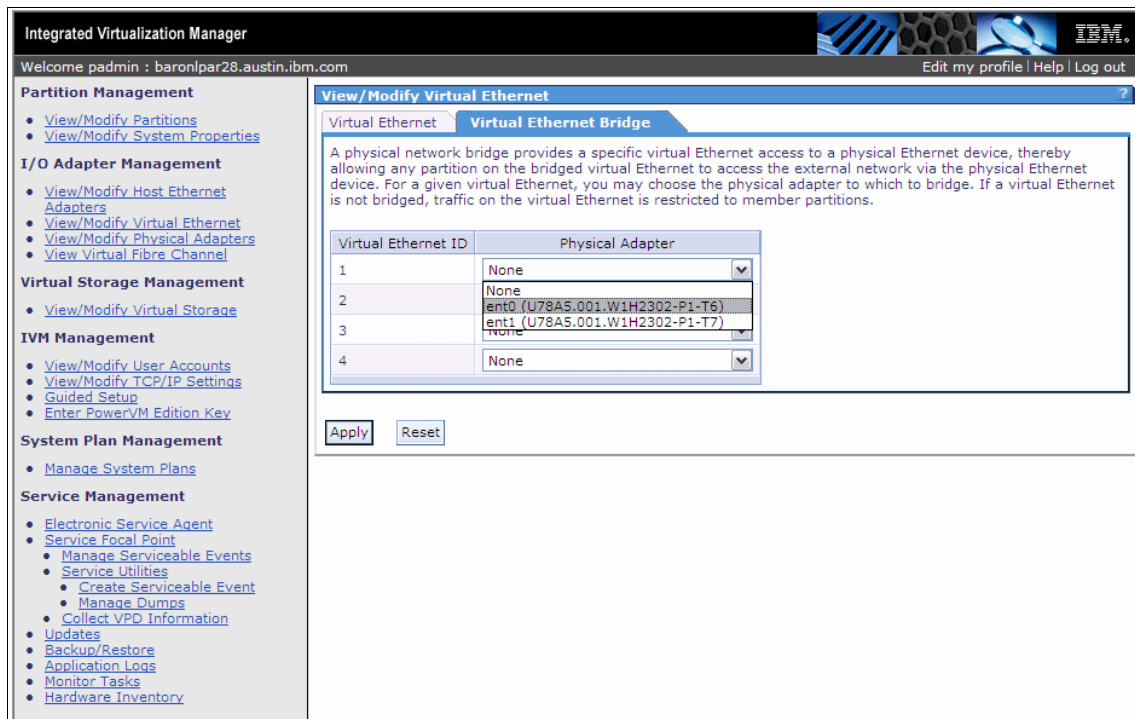 Integrated Virtualization Manager
IBM.
Welcome padmin : baronlpar28.austin.ibm.com
Edit my profile | Help | Log out
Partition Management
View/Modify Partitions
View/Modify System Properties
I/O Adapter Management
View/Modify Host Ethernet
Adapters
View/Modify Virtual Ethernet
View/Modify Physical Adapters
View Virtual Fibre Channel
Virtual Storage Management
View/Modify Virtual Storage
IVM Management
View/Modify User Accounts
View/Modify TCP/IP Settings
Guided Setup
Enter PowerVM Edition Key
System Plan Management
Manage System Plans
Service Management
Electronic Service Agent
Service Focal Point
Manage Serviceable Events
Service Utilities
Create Serviceable Event
Manage Dumps
Collect VPD Information
Updates
Backup/Restore
Application Logs
Monitor Tasks
Hardware Inventory
View/Modify Virtual Ethernet
?
Virtual Ethernet
Virtual Ethernet Bridge
A physical network bridge provides a specific virtual Ethernet access to a physical Ethernet device, thereby
allowing any partition on the bridged virtual Ethernet to access the external network via the physical Ethernet
device. For a given virtual Ethernet, you may choose the physical adapter to which to bridge. If a virtual Ethernet
is not bridged, traffic on the virtual Ethernet is restricted to member partitions.
Virtual Ethernet ID Physical Adapter
1 None
None
2 ent0 (U78A5.001.W1H2302-P1-T6)
ent1 (U78A5.001.W1H2302-P1-T7)
3 None
4 None
Apply Reset